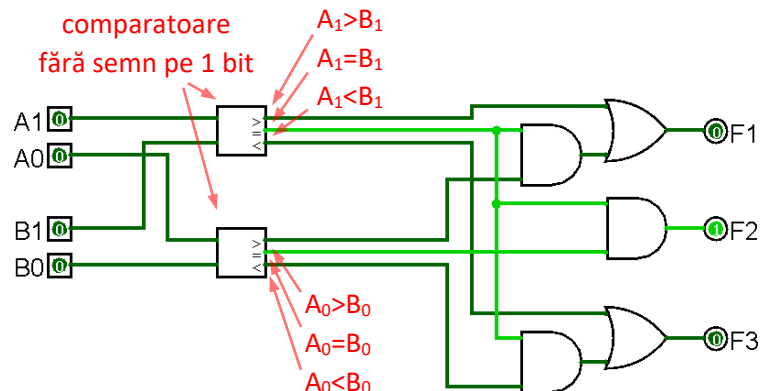 comparatoare
fără semn pe 1 bit
A₁>B₁
A₁=B₁
A₁<B₁
A1 0
A0 0
B1 0
B0 0
>
=
<
>
=
<
A₀>B₀
A₀=B₀
A₀<B₀
0 F1
1 F2
0 F3